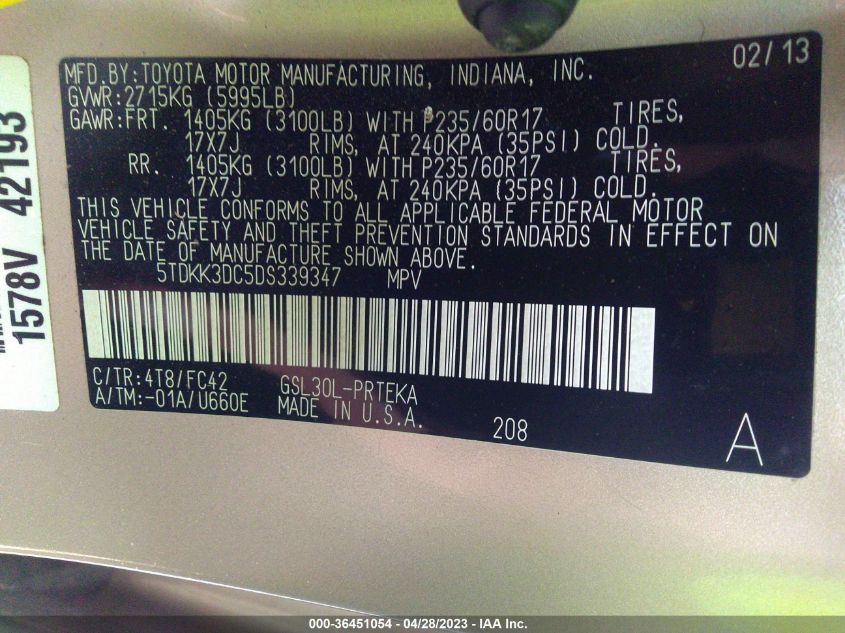 MFD.BY:TOYOTA MOTOR MANUFACTURING, INDIANA, INC. 02/13
GVWR:2715KG (5995LB)
GAWR:FRT. 1405KG (3100LB) WITH P235/60R17 TIRES,
17X7J RIMS, AT 240KPA (35PSI) COLD.
RR. 1405KG (3100LB) WITH P235/60R17 TIRES,
17X7J RIMS, AT 240KPA (35PSI) COLD.
THIS VEHICLE CONFORMS TO ALL APPLICABLE FEDERAL MOTOR
VEHICLE SAFETY AND THEFT PREVENTION STANDARDS IN EFFECT ON
THE DATE OF MANUFACTURE SHOWN ABOVE.
5TDKK3DC5DS339347 MPV
C/TR:4T8/FC42 GSL30L-PRTEKA
A/TM:-01A/U660E MADE IN U.S.A.
208 A
1578V 42193
000-36451054 - 04/28/2023 - IAA Inc.